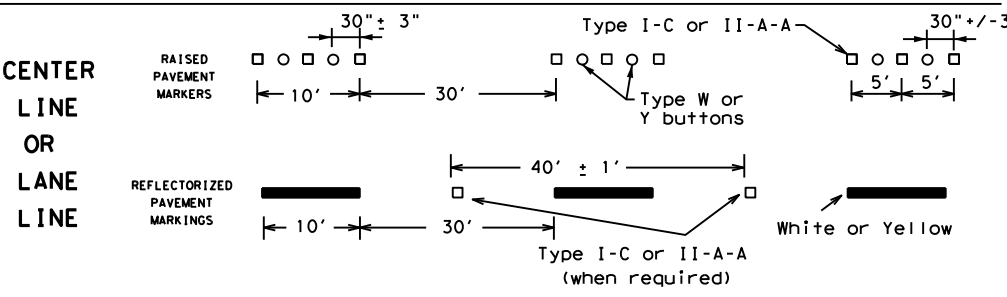 CENTER
LINE
OR
LANE
LINE
RAISED
PAVEMENT
MARKERS
30"± 3"
10'
30'
Type I-C or II-A-A
Type W or
Y buttons
30"+/-3
5'
5'
REFLECTORIZED
PAVEMENT
MARKINGS
10'
30'
40' ± 1'
Type I-C or II-A-A
(when required)
White or Yellow